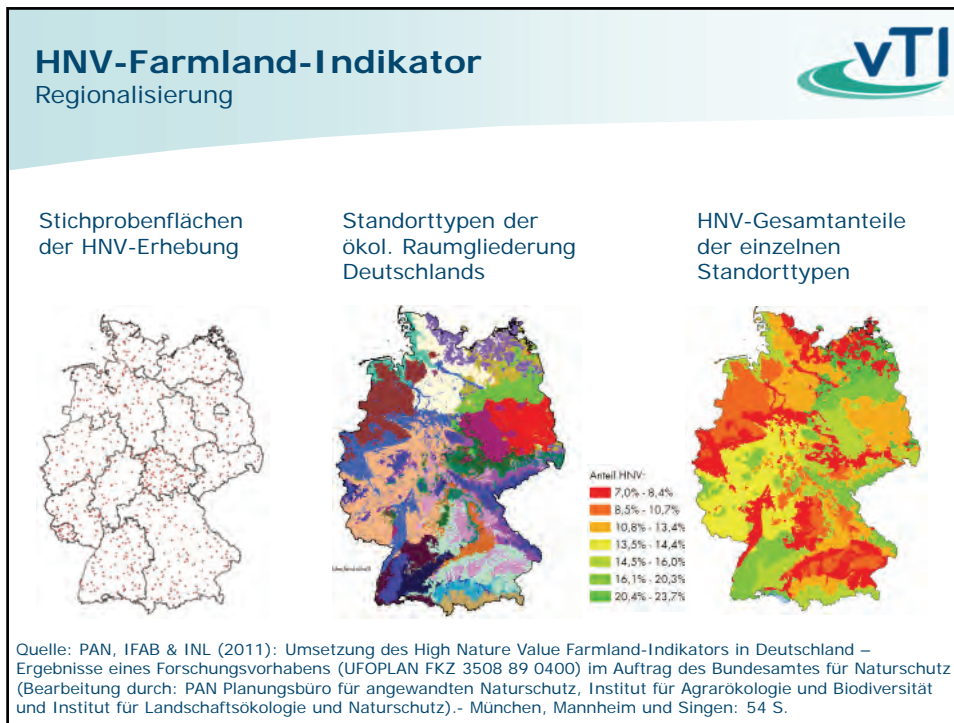 HNV-Farmland-Indikator
Regionalisierung
vTI
Stichprobenflächen
der HNV-Erhebung
Standorttypen der
ökol. Raumgliederung
Deutschlands
HNV-Gesamtanteile
der einzelnen
Standorttypen
Anteil HNV:
7,0% - 8,4%
8,5% - 10,7%
10,8% - 13,4%
13,5% - 14,4%
14,5% - 16,0%
16,1% - 20,3%
20,4% - 23,7%
Quelle: PAN, IFAB & INL (2011): Umsetzung des High Nature Value Farmland-Indikators in Deutschland –
Ergebnisse eines Forschungsvorhabens (UFOPLAN FKZ 3508 89 0400) im Auftrag des Bundesamtes für Naturschutz
(Bearbeitung durch: PAN Planungsbüro für angewandten Naturschutz, Institut für Agrarökologie und Biodiversität
und Institut für Landschaftsökologie und Naturschutz).- München, Mannheim und Singen: 54 S.